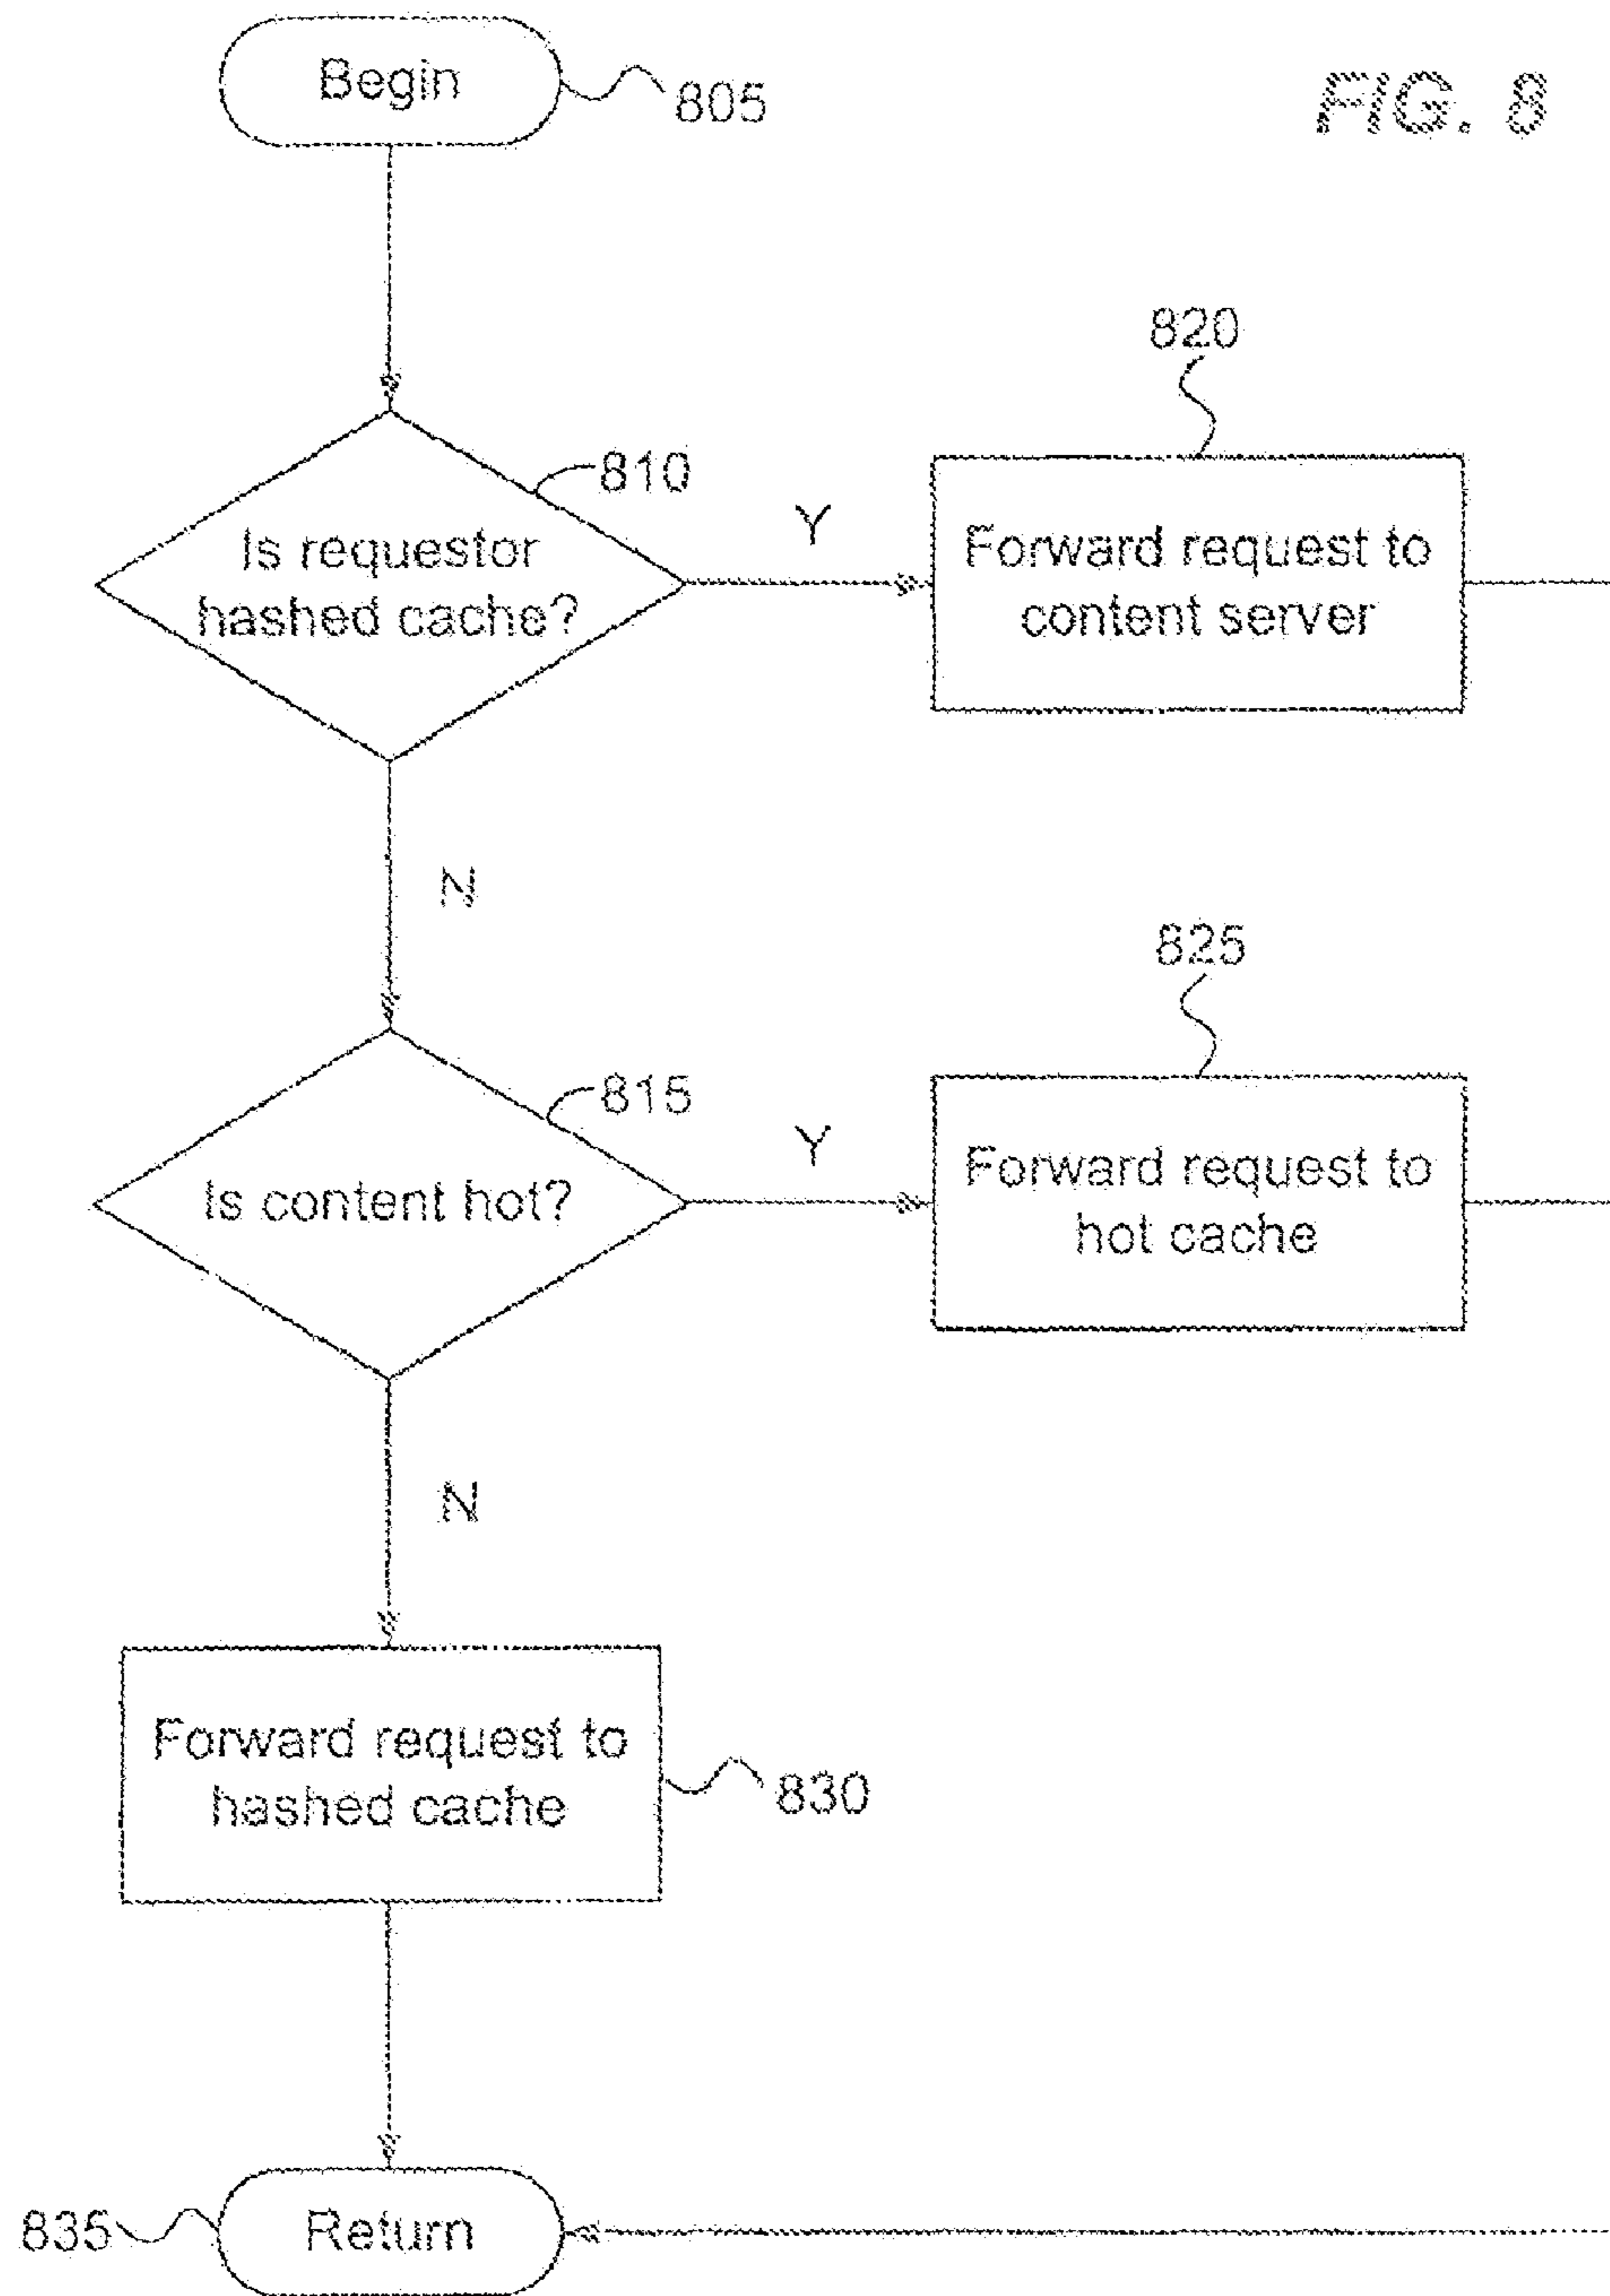 FIG. 8
Begin
805
810
Is requestor
hashed cache?
Y
820
Forward request to
content server
N
815
Is content hot?
Y
825
Forward request to
hot cache
N
Forward request to
hashed cache
830
835
Return